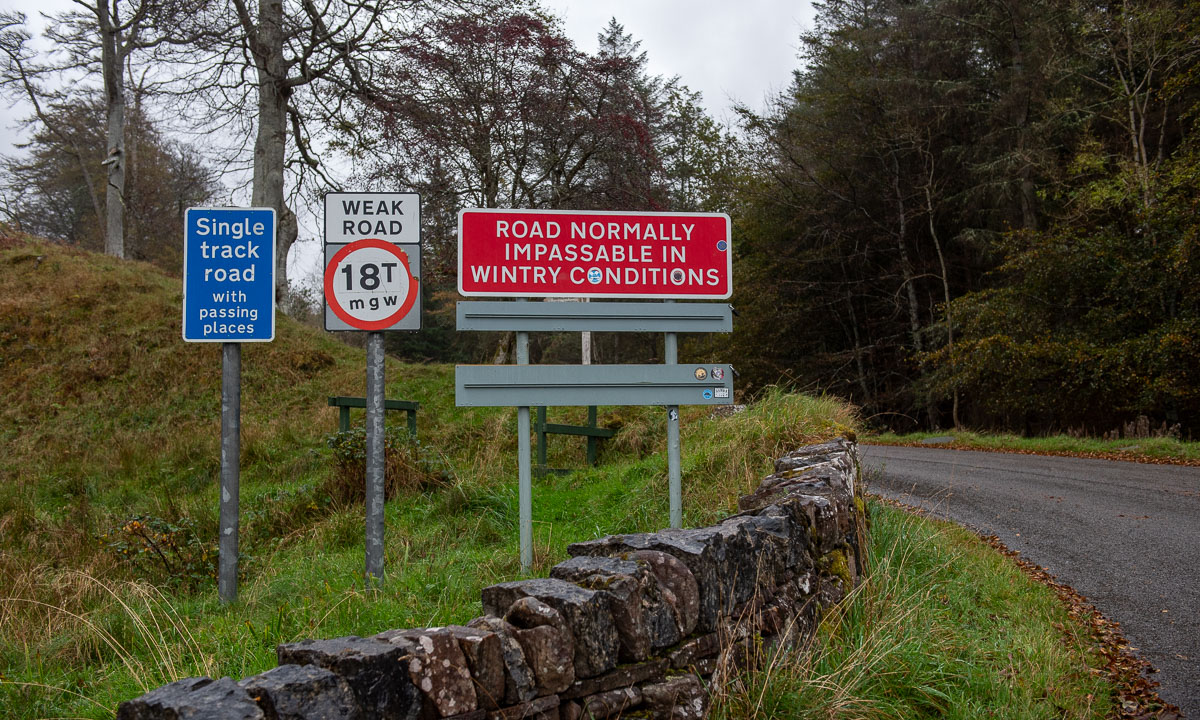 Single
track
road
with
passing
places
WEAK
ROAD
18T
mgw
ROAD NORMALLY
IMPASSABLE IN
WINTRY CONDITIONS